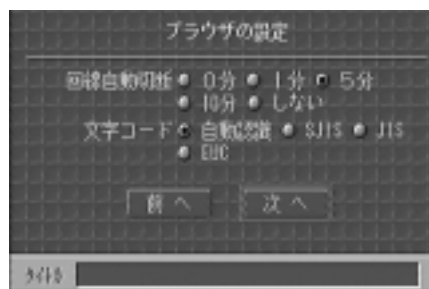 ブラウザの設定
回線自動切断 0分 1分 5分
10分 しない
文字コード 自動認識 SJIS JIS
EUC
前へ 次へ
タイトル